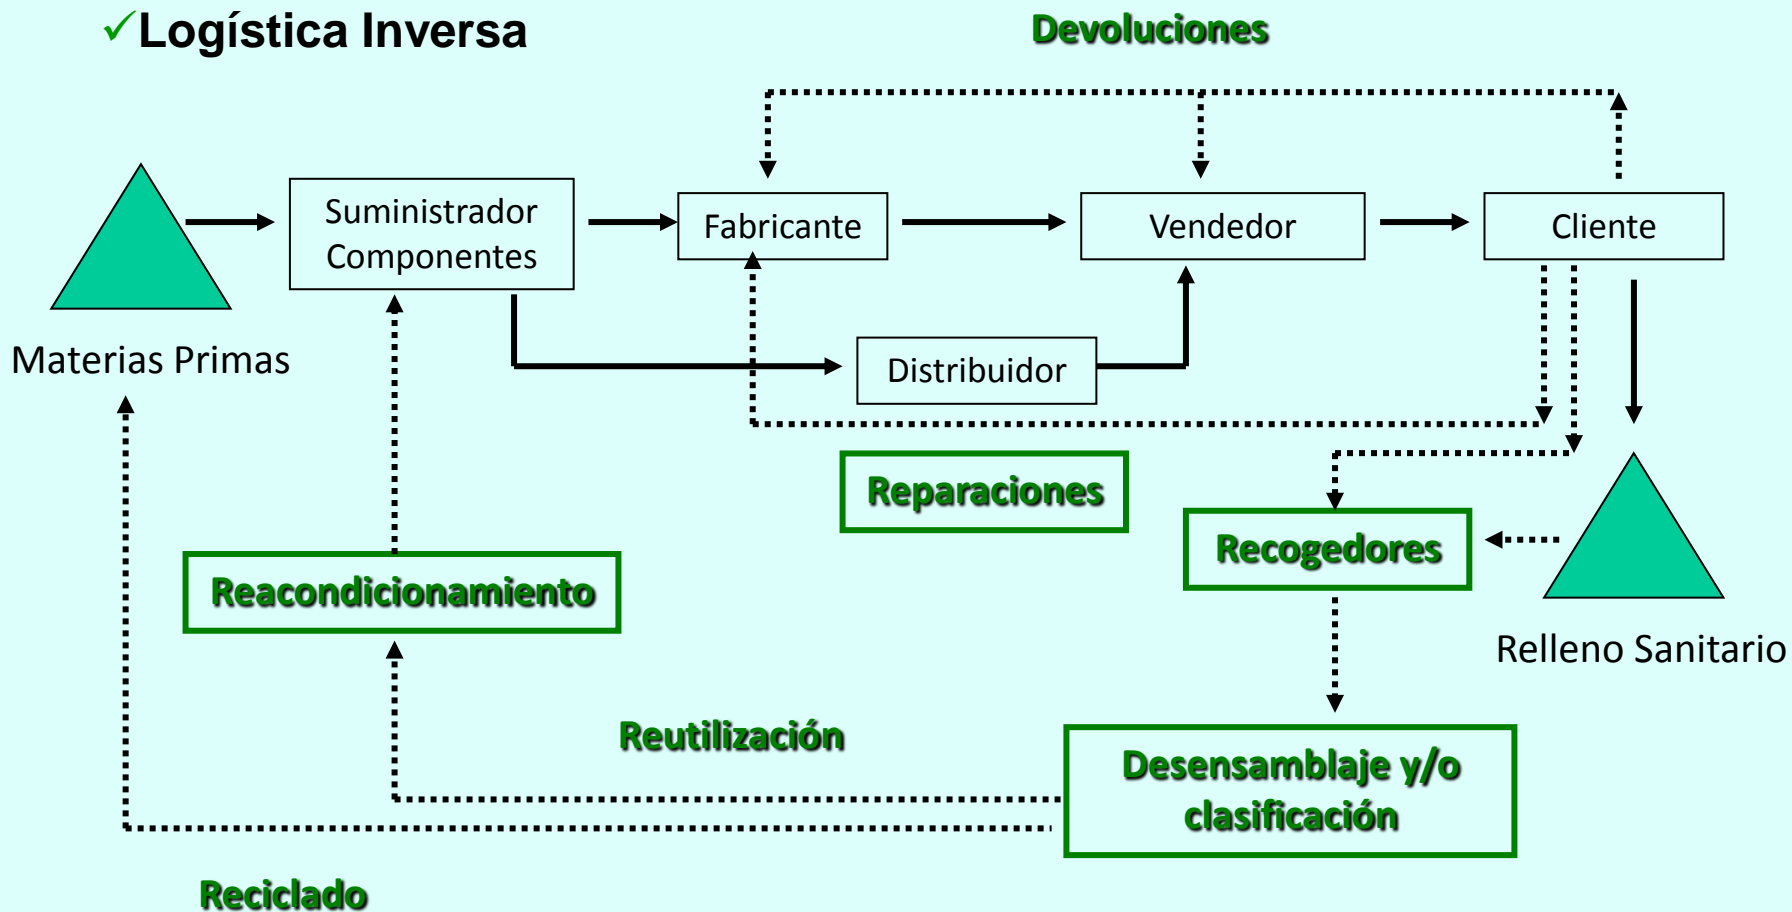 ✓Logística Inversa
Devoluciones
Suministrador
Componentes
Fabricante
Vendedor
Cliente
Materias Primas
Distribuidor
Reparaciones
Recogedores
Reacondicionamiento
Relleno Sanitario
Reutilización
Desensamblaje y/o
clasificación
Reciclado